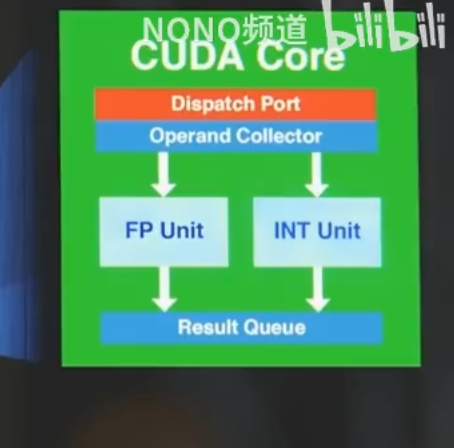 NONO频道 bilibili
CUDA Core
Dispatch Port
Operand Collector
FP Unit INT Unit
Result Queue